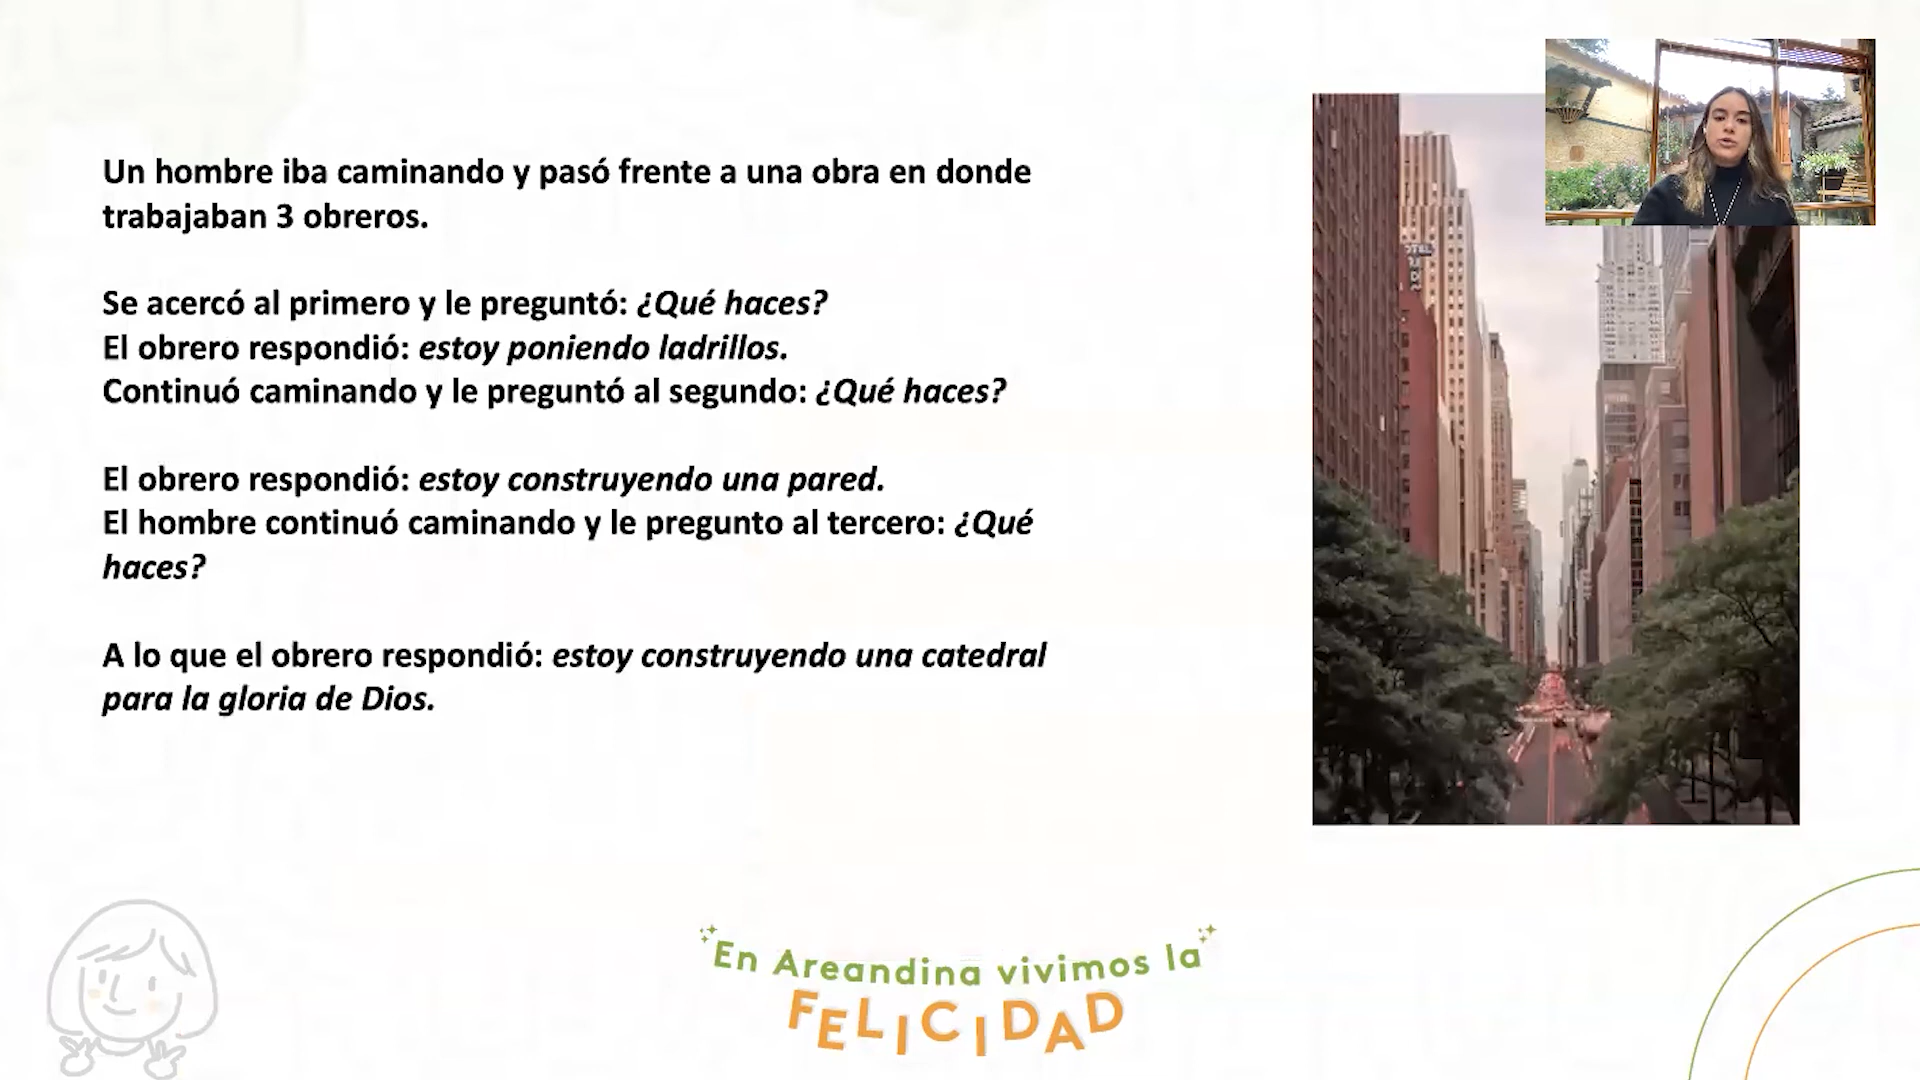 Un hombre iba caminando y pasó frente a una obra en donde
trabajaban 3 obreros.
Se acercó al primero y le preguntó: ¿Qué haces?
El obrero respondió: estoy poniendo ladrillos.
Continuó caminando y le preguntó al segundo: ¿Qué haces?
El obrero respondió: estoy construyendo una pared.
El hombre continuó caminando y le pregunto al tercero: ¿Qué
haces?
A lo que el obrero respondió: estoy construyendo una catedral
para la gloria de Dios.
En Areandina vivimos la
FELICIDAD